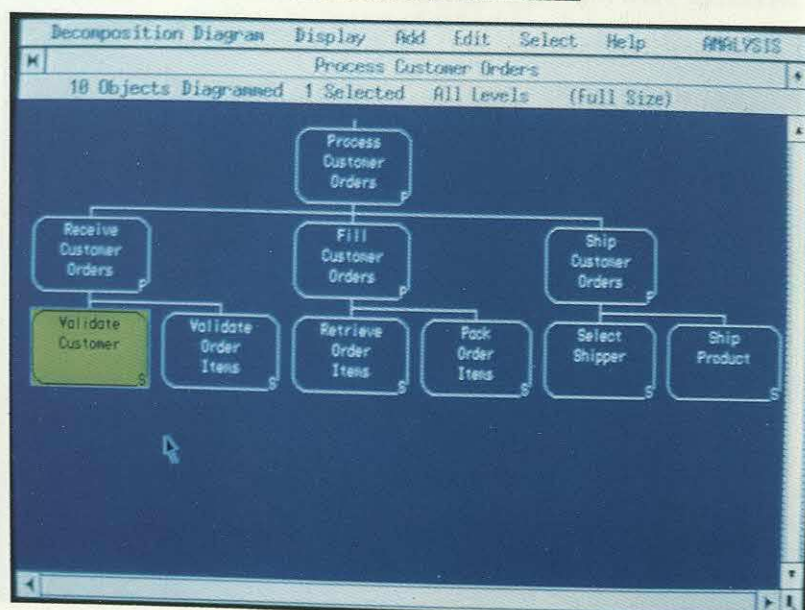 Decomposition Diagram Display Add Edit Select Help ANALYSIS
Process Customer Orders
10 Objects Diagrammed 1 Selected All Levels (Full Size)
Process
Customer
Orders
P
Receive
Customer
Orders
P
Fill
Customer
Orders
P
Ship
Customer
Orders
P
Validate
Customer
S
Validate
Order
Items
S
Retrieve
Order
Items
S
Pack
Order
Items
S
Select
Shipper
S
Ship
Product
S